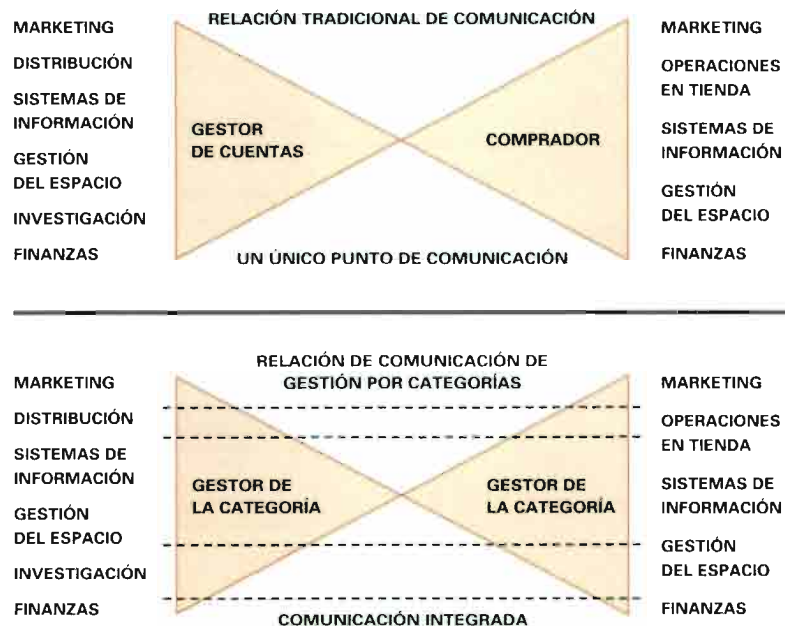 RELACIÓN TRADICIONAL DE COMUNICACIÓN
MARKETING
DISTRIBUCIÓN
SISTEMAS DE
INFORMACIÓN
GESTIÓN
DEL ESPACIO
INVESTIGACIÓN
FINANZAS
GESTOR
DE CUENTAS
COMPRADOR
MARKETING
OPERACIONES
EN TIENDA
SISTEMAS DE
INFORMACIÓN
GESTIÓN
DEL ESPACIO
FINANZAS
UN ÚNICO PUNTO DE COMUNICACIÓN
RELACIÓN DE COMUNICACIÓN DE
GESTIÓN POR CATEGORÍAS
MARKETING
DISTRIBUCIÓN
SISTEMAS DE
INFORMACIÓN
GESTIÓN
DEL ESPACIO
INVESTIGACIÓN
FINANZAS
GESTOR DE
LA CATEGORÍA
GESTOR DE
LA CATEGORÍA
MARKETING
OPERACIONES
EN TIENDA
SISTEMAS DE
INFORMACIÓN
GESTIÓN
DEL ESPACIO
FINANZAS
COMUNICACIÓN INTEGRADA